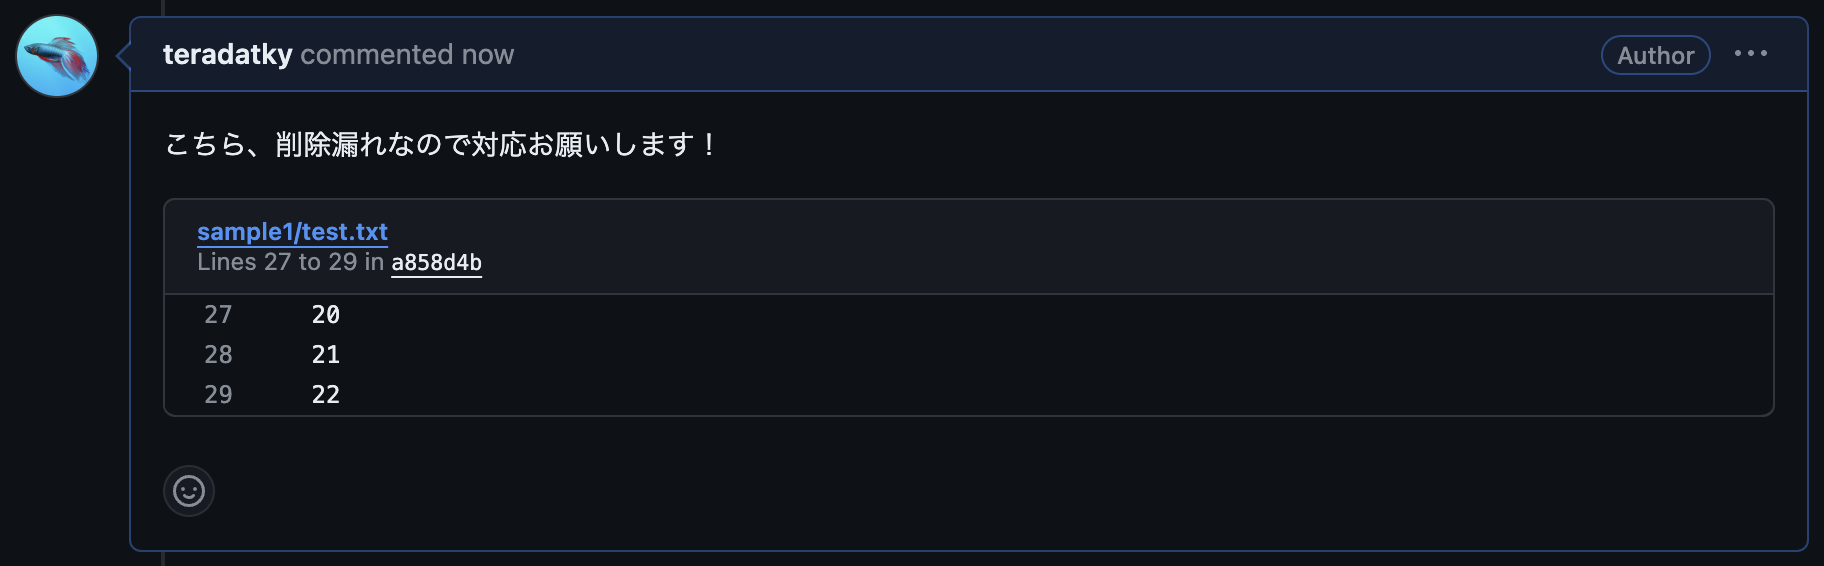 teradatky commented now Author
こちら、削除漏れなので対応お願いします！
sample1/test.txt
Lines 27 to 29 in a858d4b
27 20
28 21
29 22